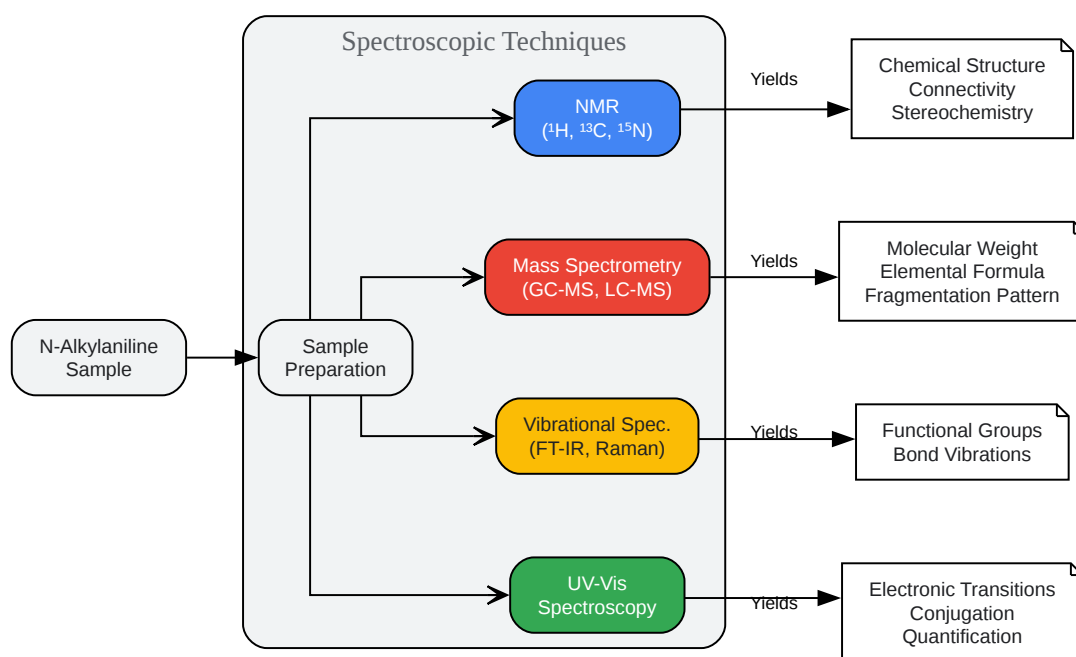 Spectroscopic Techniques
N-Alkylaniline
Sample
Sample
Preparation
NMR
(¹H, ¹³C, ¹⁵N)
Yields
Chemical Structure
Connectivity
Stereochemistry
Mass Spectrometry
(GC-MS, LC-MS)
Yields
Molecular Weight
Elemental Formula
Fragmentation Pattern
Vibrational Spec.
(FT-IR, Raman)
Yields
Functional Groups
Bond Vibrations
UV-Vis
Spectroscopy
Yields
Electronic Transitions
Conjugation
Quantification